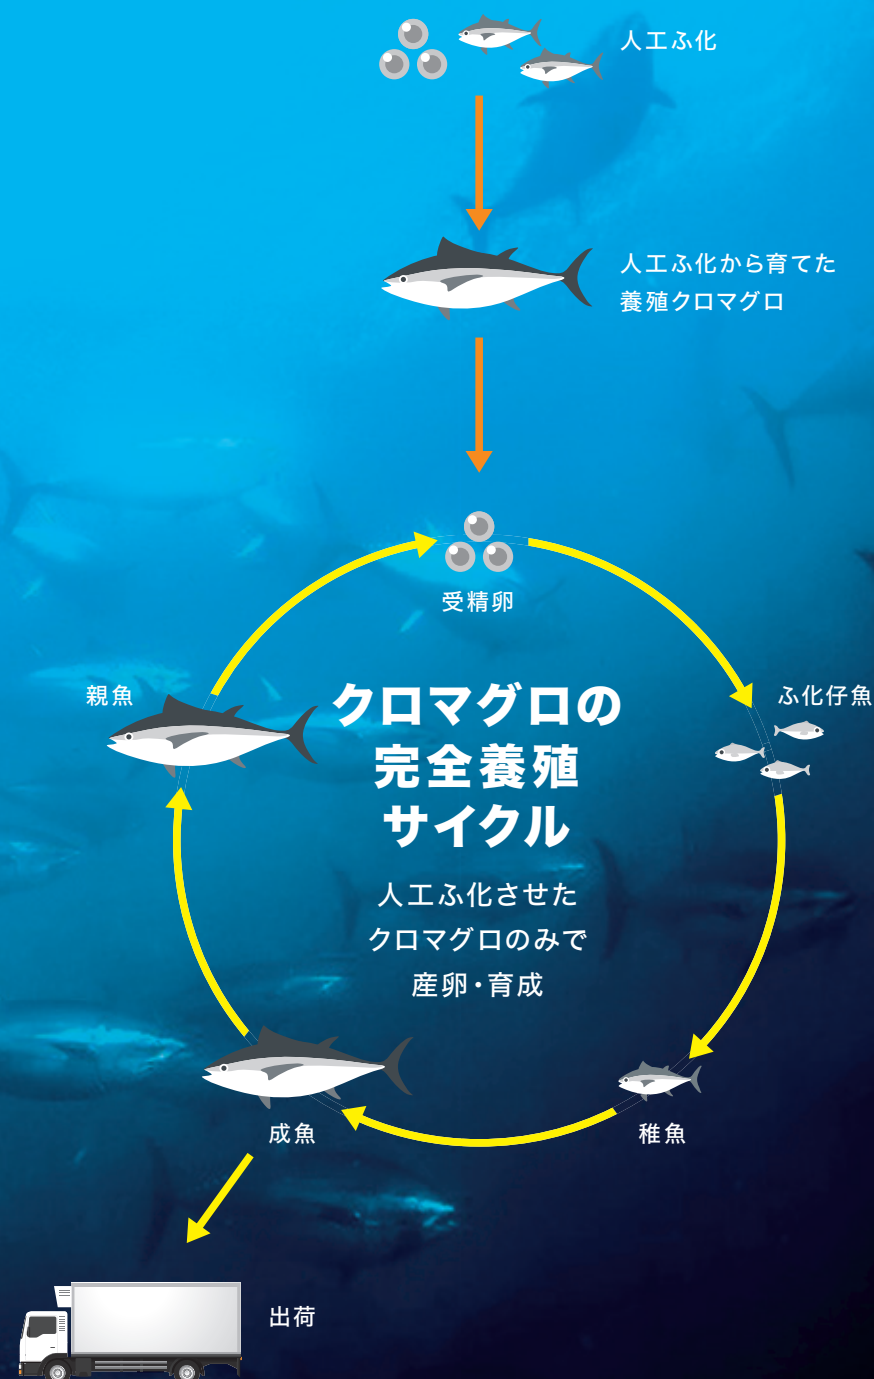 人工ふ化
人工ふ化から育てた
養殖クロマグロ
受精卵
親魚
ふ化仔魚
クロマグロの
完全養殖
サイクル
人工ふ化させた
クロマグロのみで
産卵・育成
成魚
稚魚
出荷